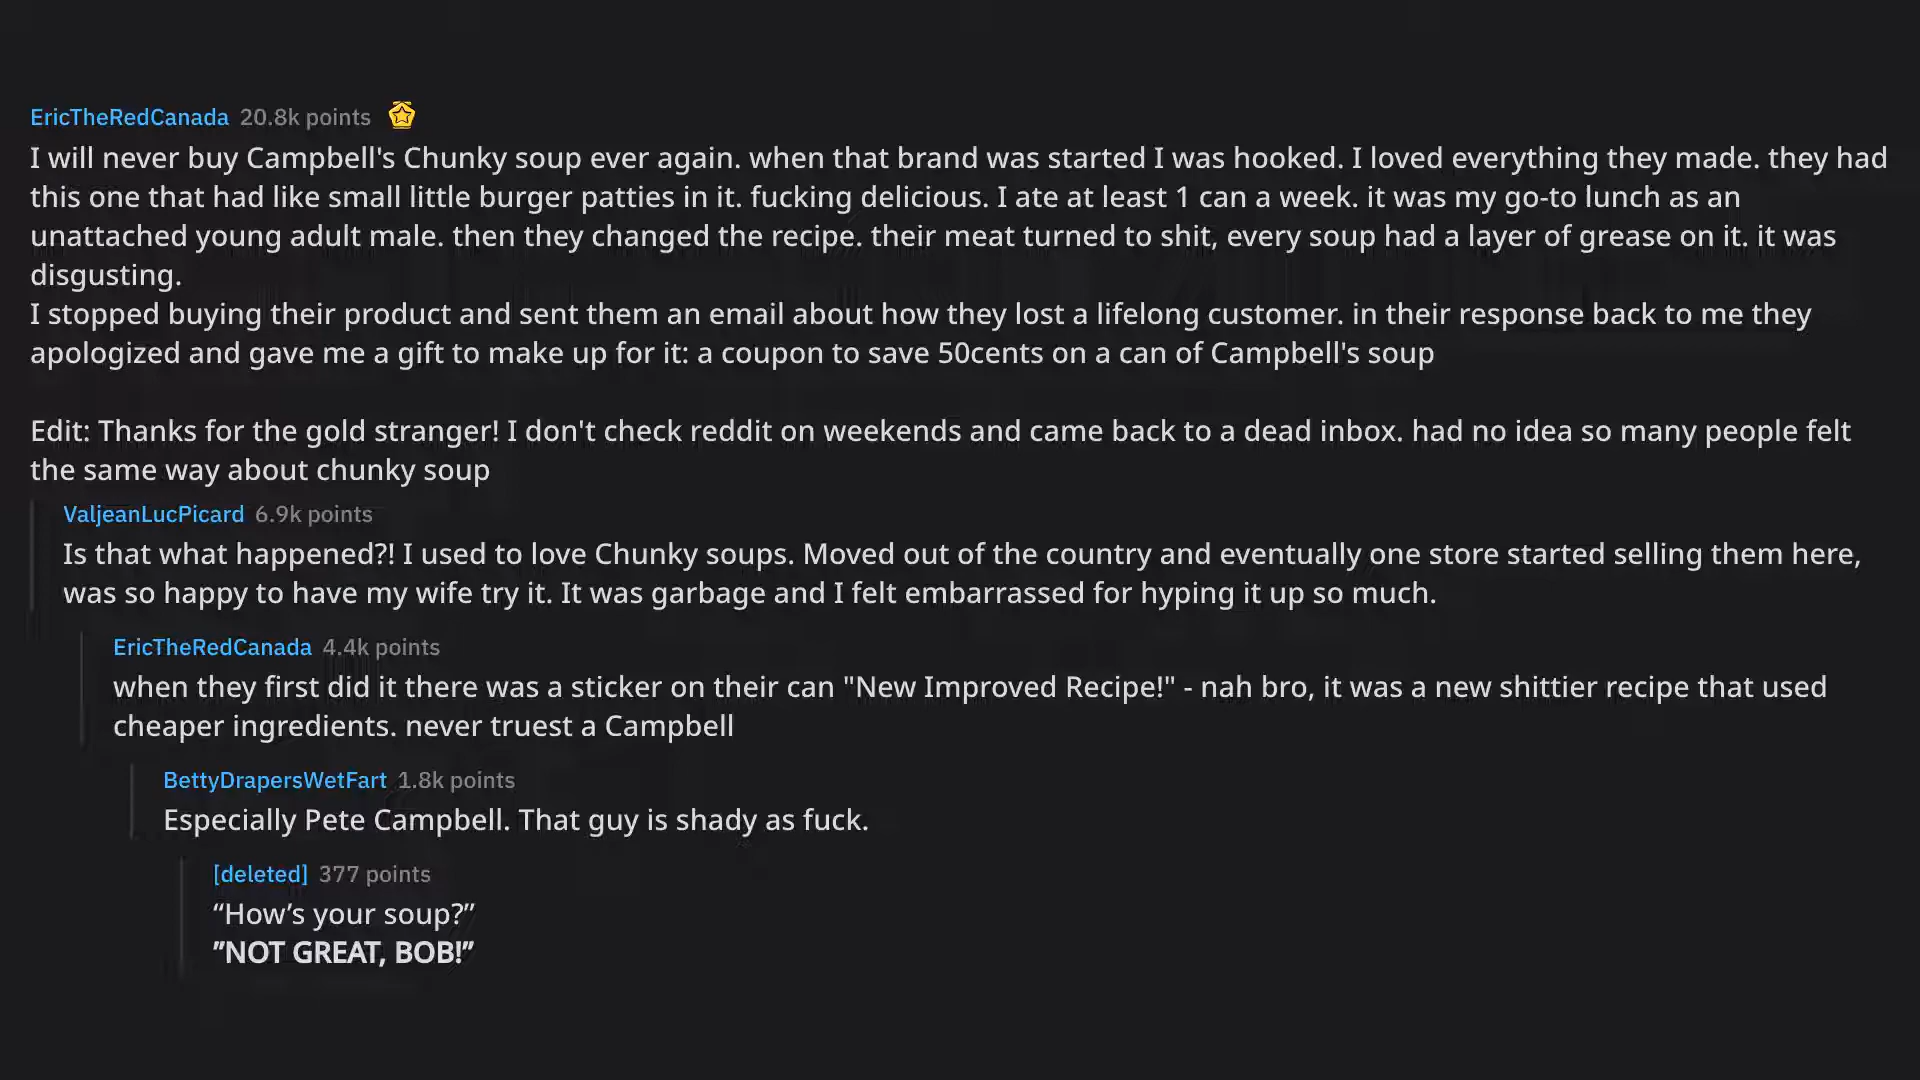 EricTheRedCanada 20.8k points
I will never buy Campbell's Chunky soup ever again. when that brand was started I was hooked. I loved everything they made. they had
this one that had like small little burger patties in it. fucking delicious. I ate at least 1 can a week. it was my go-to lunch as an
unattached young adult male. then they changed the recipe. their meat turned to shit, every soup had a layer of grease on it. it was
disgusting.
I stopped buying their product and sent them an email about how they lost a lifelong customer. in their response back to me they
apologized and gave me a gift to make up for it: a coupon to save 50cents on a can of Campbell's soup
Edit: Thanks for the gold stranger! I don't check reddit on weekends and came back to a dead inbox. had no idea so many people felt
the same way about chunky soup
ValjeanLucPicard 6.9k points
Is that what happened?! I used to love Chunky soups. Moved out of the country and eventually one store started selling them here,
was so happy to have my wife try it. It was garbage and I felt embarrassed for hyping it up so much.
EricTheRedCanada 4.4k points
when they first did it there was a sticker on their can "New Improved Recipe!" - nah bro, it was a new shittier recipe that used
cheaper ingredients. never truest a Campbell
BettyDrapersWetFart 1.8k points
Especially Pete Campbell. That guy is shady as fuck.
[deleted] 377 points
“How’s your soup?”
”NOT GREAT, BOB!”